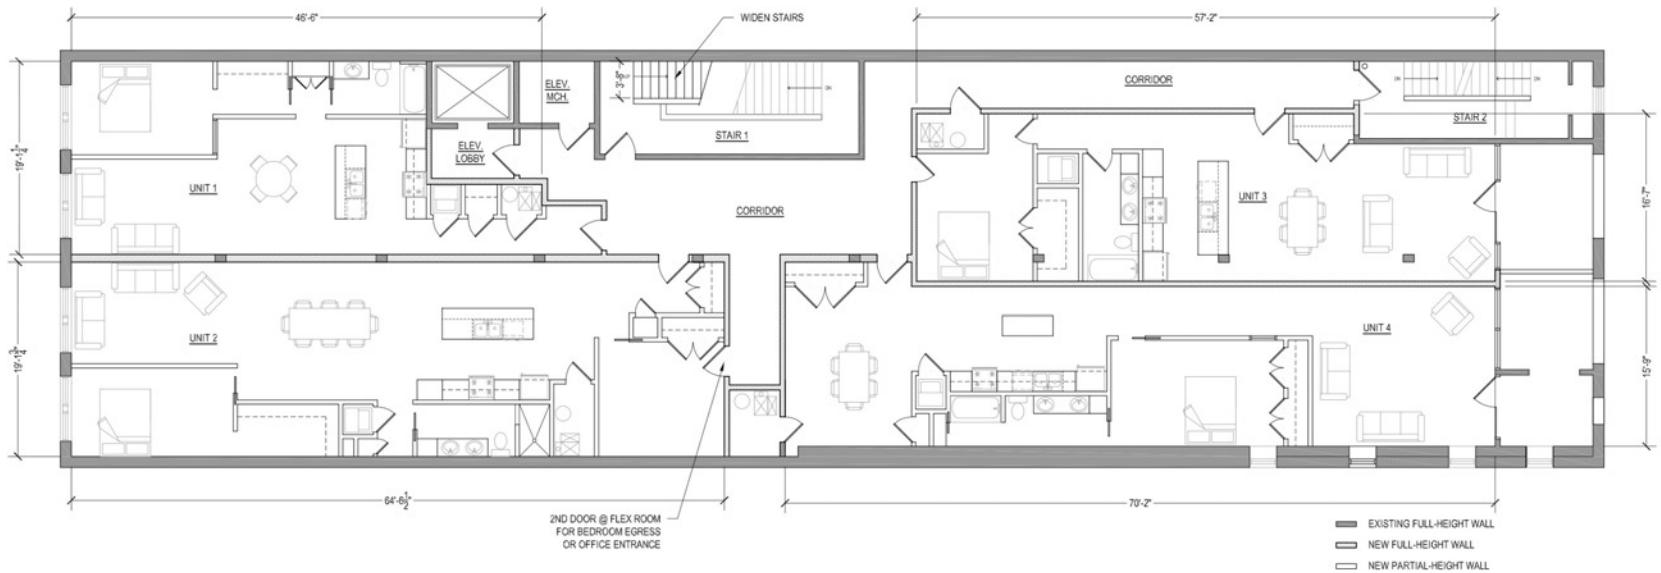 46'-6"
WIDEN STAIRS
57'-2"
3'-8"
ELEV.
MCH.
CORRIDOR
DN
DN
DN
STAIR 1
STAIR 2
ELEV.
LOBBY
19'-1 1/4"
UNIT 1
UNIT 3
16'-7"
CORRIDOR
UNIT 2
UNIT 4
19'-1 3/4"
15'-9"
64'-6 1/2"
70'-2"
2ND DOOR @ FLEX ROOM
FOR BEDROOM EGRESS
OR OFFICE ENTRANCE
EXISTING FULL-HEIGHT WALL
NEW FULL-HEIGHT WALL
NEW PARTIAL-HEIGHT WALL